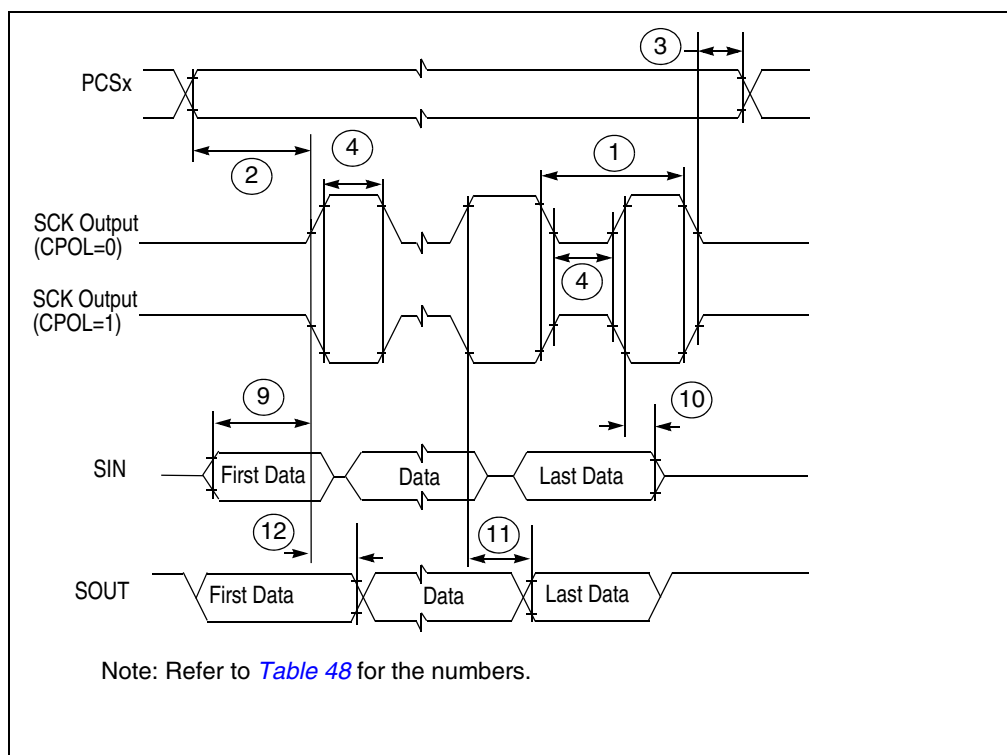 3
PCSx
2
4
1
SCK Output
(CPOL=0)
4
SCK Output
(CPOL=1)
9
10
SIN
First Data
Data
Last Data
12
11
SOUT
First Data
Data
Last Data
Note: Refer to Table 48 for the numbers.